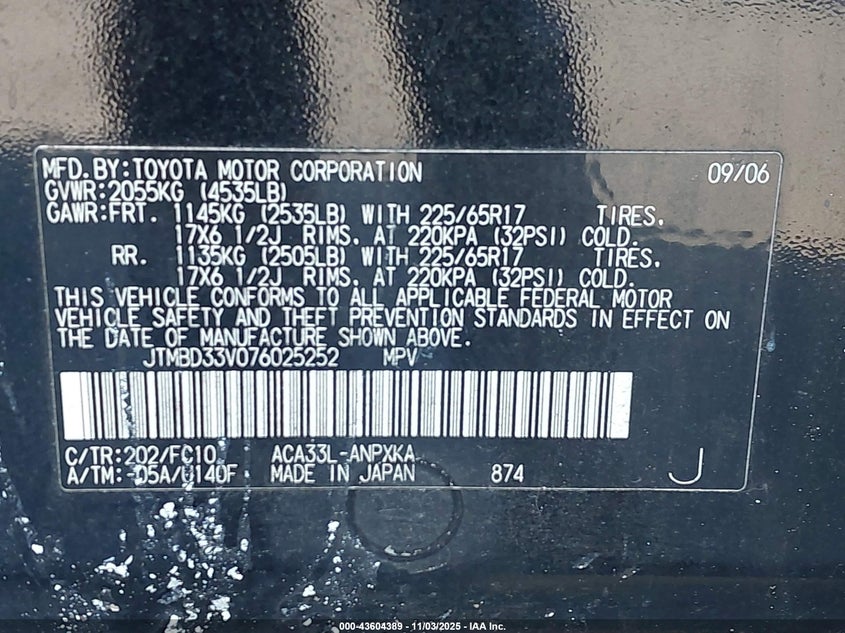 MFD.BY:TOYOTA MOTOR CORPORATION 09/06
GVWR:2055KG (4535LB)
GAWR:FRT. 1145KG (2535LB) WITH 225/65R17 TIRES,
17X6 1/2J RIMS, AT 220KPA (32PSI) COLD.
RR. 1135KG (2505LB) WITH 225/65R17 TIRES,
17X6 1/2J RIMS, AT 220KPA (32PSI) COLD.
THIS VEHICLE CONFORMS TO ALL APPLICABLE FEDERAL MOTOR
VEHICLE SAFETY AND THEFT PREVENTION STANDARDS IN EFFECT ON
THE DATE OF MANUFACTURE SHOWN ABOVE.
JTMBD33V076025252 MPV
C/TR:202/FC10 ACA33L-ANPXKA
A/TM:-05A/U140F MADE IN JAPAN 874 J
000-43604389 - 11/03/2025 - IAA Inc.